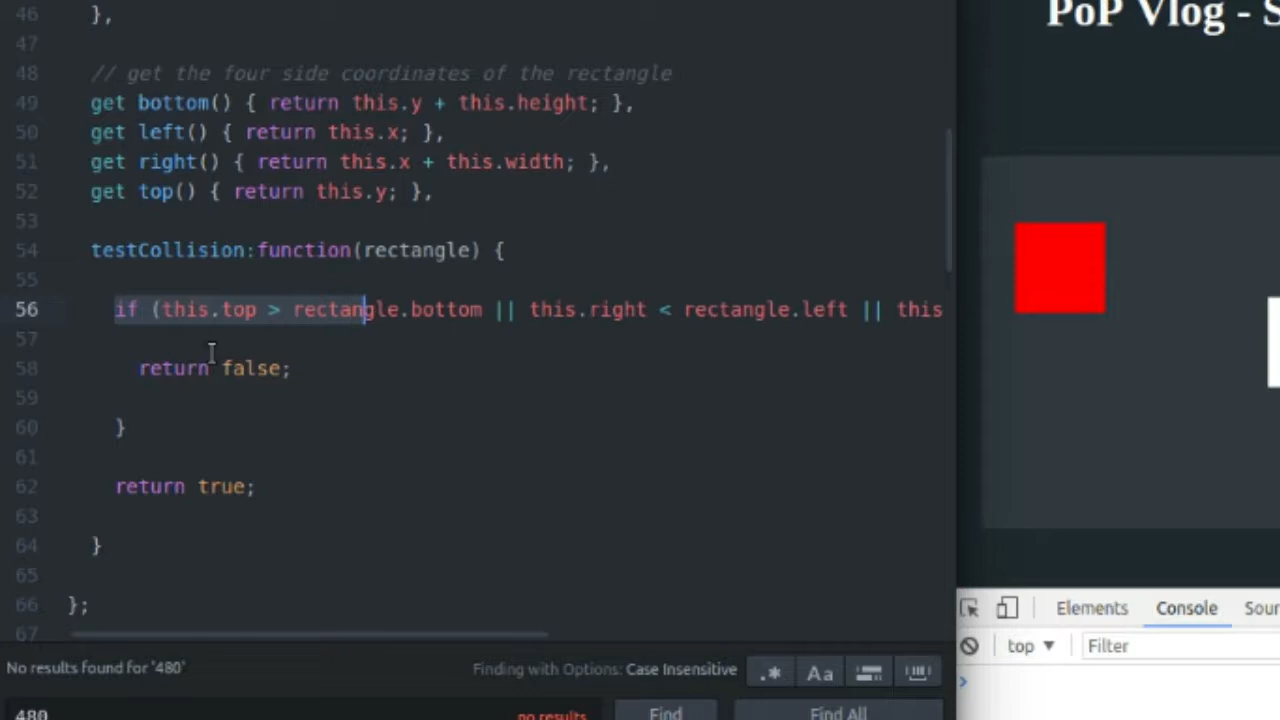 46 },
47
48 // get the four side coordinates of the rectangle
49 get bottom() { return this.y + this.height; },
50 get left() { return this.x; },
51 get right() { return this.x + this.width; },
52 get top() { return this.y; },
53
54 testCollision:function(rectangle) {
55
56 if (this.top > rectangle.bottom || this.right < rectangle.left || this
57
58 return false;
59
60 }
61
62 return true;
63
64 }
65
66 };
67
No results found for '480'
Finding with Options: Case Insensitive
.* Aa
480
no results
Find
Find All
PoP Vlog - S
Elements Console Sour
top ▼ Filter
›